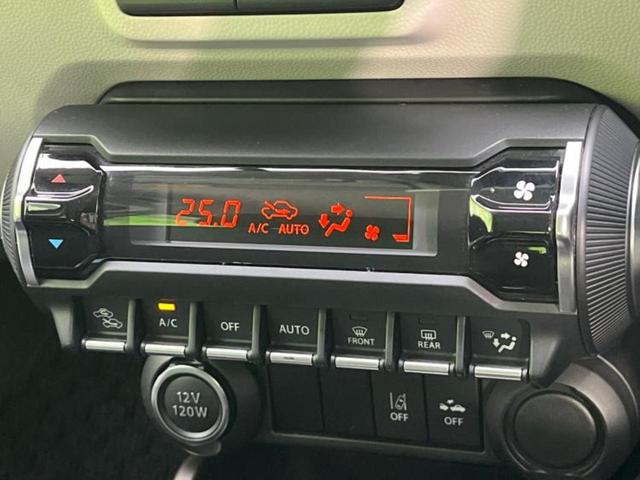 25.0
A/C AUTO
A/C
OFF
AUTO
FRONT
REAR
12V
120W
OFF
OFF